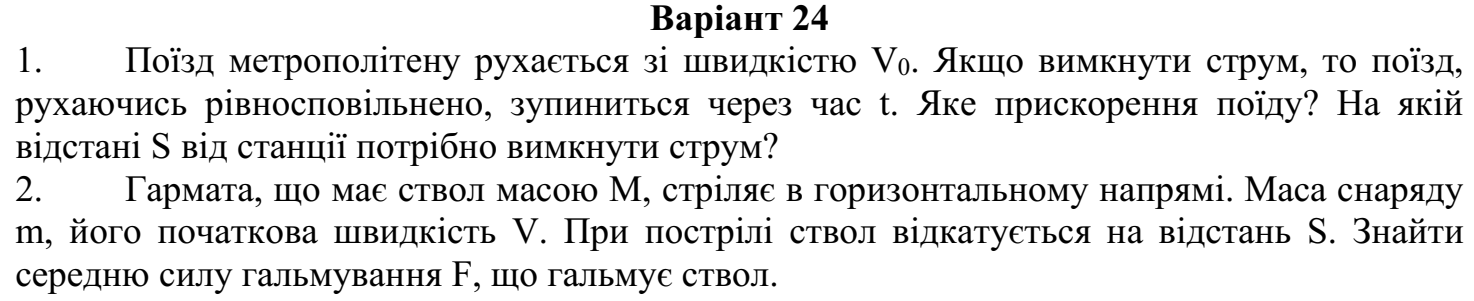 Варіант 24
1. Поїзд метрополітену рухається зі швидкістю V₀. Якщо вимкнути струм, то поїзд,
рухаючись рівносповільнено, зупиниться через час t. Яке прискорення поїду? На якій
відстані S від станції потрібно вимкнути струм?
2. Гармата, що має ствол масою M, стріляє в горизонтальному напрямі. Маса снаряду
m, його початкова швидкість V. При пострілі ствол відкатується на відстань S. Знайти
середню силу гальмування F, що гальмує ствол.